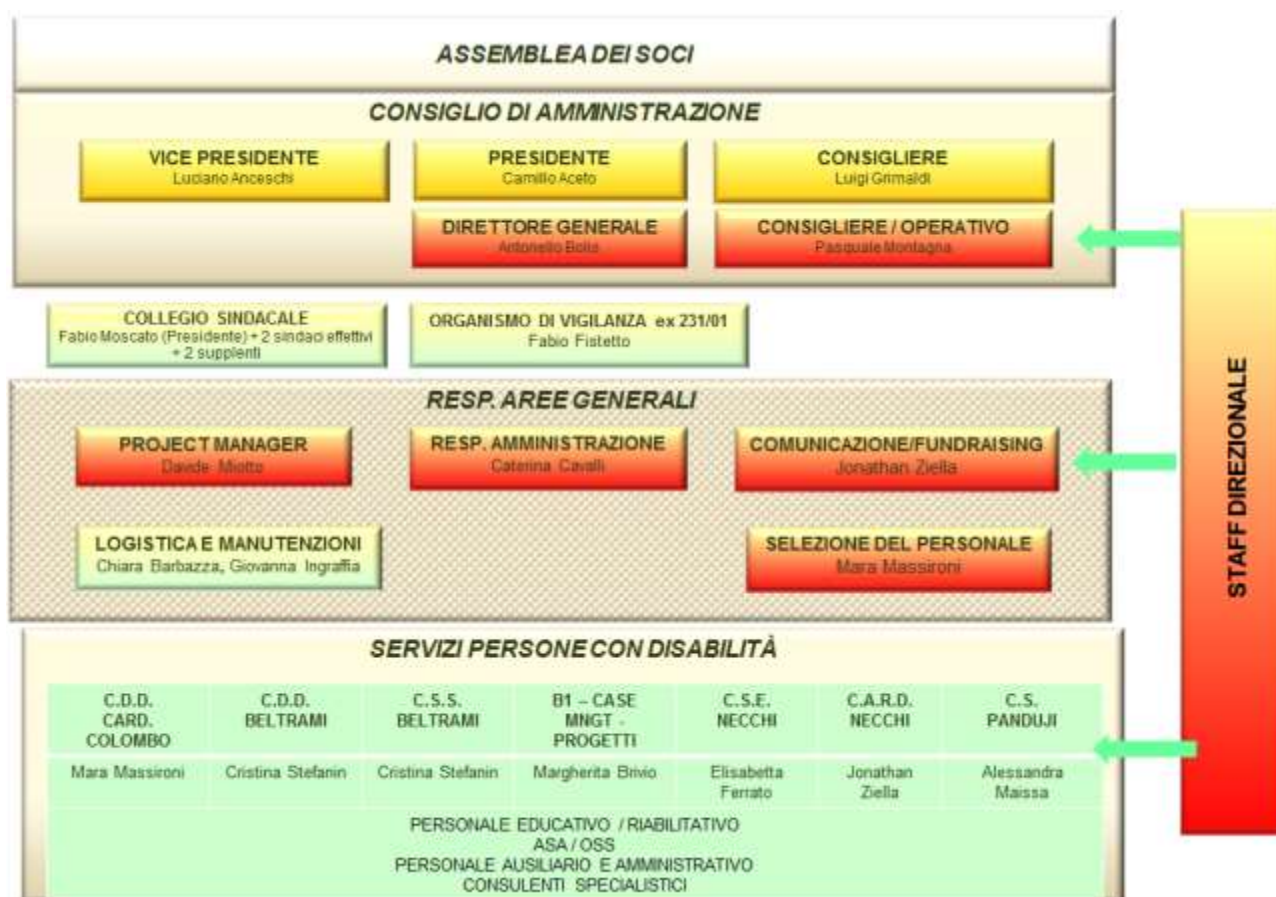 ASSEMBLEA DEI SOCI
CONSIGLIO DI AMMINISTRAZIONE
VICE PRESIDENTE
Luciano Anceschi
PRESIDENTE
Camillo Aceto
CONSIGLIERE
Luigi Grimaldi
DIRETTORE GENERALE
Antonello Bolis
CONSIGLIERE / OPERATIVO
Pasquale Montagna
COLLEGIO SINDACALE
Fabio Moscato (Presidente) + 2 sindaci effettivi
+ 2 supplenti
ORGANISMO DI VIGILANZA ex 231/01
Fabio Fistetto
RESP. AREE GENERALI
PROJECT MANAGER
Davide Miotto
RESP. AMMINISTRAZIONE
Caterina Cavalli
COMUNICAZIONE/FUNDRAISING
Jonathan Ziella
LOGISTICA E MANUTENZIONI
Chiara Barbazza, Giovanna Ingraffia
SELEZIONE DEL PERSONALE
Mara Massironi
STAFF DIREZIONALE
SERVIZI PERSONE CON DISABILITÀ
C.D.D.
CARD.
COLOMBO
C.D.D.
BELTRAMI
C.S.S.
BELTRAMI
B1 – CASE
MNGT -
PROGETTI
C.S.E.
NECCHI
C.A.R.D.
NECCHI
C.S.
PANDUJI
Mara Massironi
Cristina Stefanin
Cristina Stefanin
Margherita Brivio
Elisabetta
Ferrato
Jonathan
Ziella
Alessandra
Maissa
PERSONALE EDUCATIVO / RIABILITATIVO
ASA / OSS
PERSONALE AUSILIARIO E AMMINISTRATIVO
CONSULENTI SPECIALISTICI